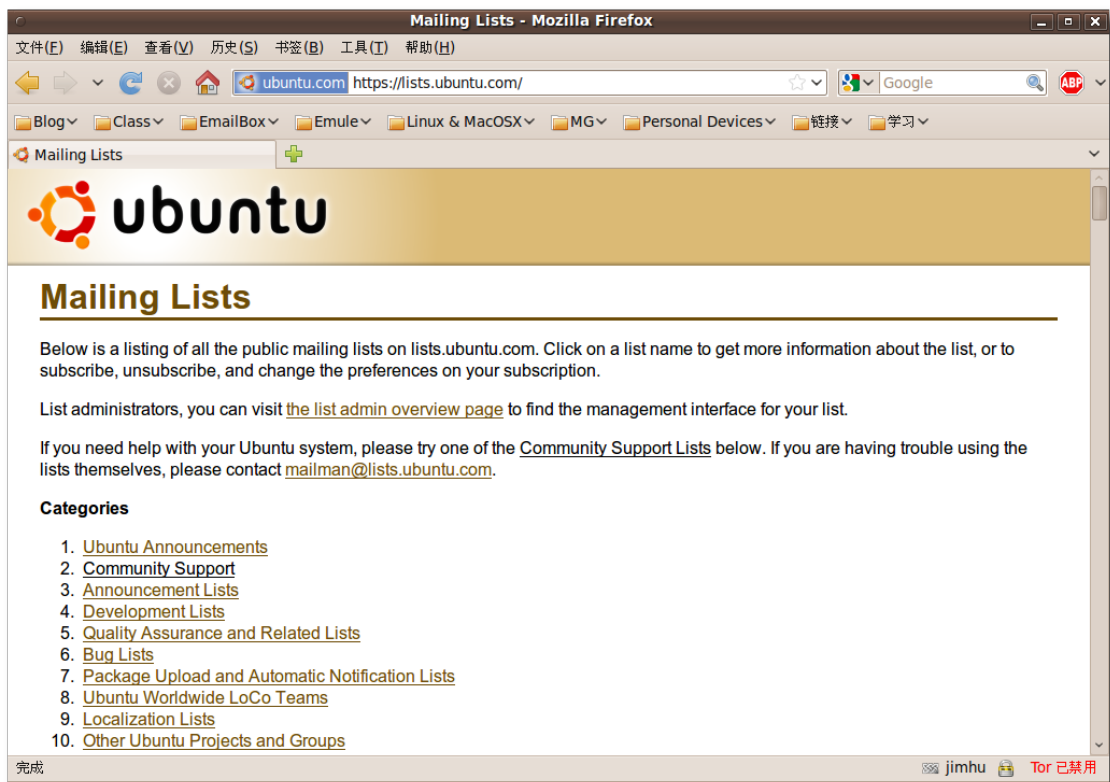 Mailing Lists - Mozilla Firefox
文件(F) 编辑(E) 查看(V) 历史(S) 书签(B) 工具(T) 帮助(H)
ubuntu.com https://lists.ubuntu.com/ Google ABP
Blog Class EmailBox Emule Linux & MacOSX MG Personal Devices 链接 学习
Mailing Lists
ubuntu
Mailing Lists
Below is a listing of all the public mailing lists on lists.ubuntu.com. Click on a list name to get more information about the list, or to
subscribe, unsubscribe, and change the preferences on your subscription.
List administrators, you can visit the list admin overview page to find the management interface for your list.
If you need help with your Ubuntu system, please try one of the Community Support Lists below. If you are having trouble using the
lists themselves, please contact mailman@lists.ubuntu.com.
Categories
1. Ubuntu Announcements
2. Community Support
3. Announcement Lists
4. Development Lists
5. Quality Assurance and Related Lists
6. Bug Lists
7. Package Upload and Automatic Notification Lists
8. Ubuntu Worldwide LoCo Teams
9. Localization Lists
10. Other Ubuntu Projects and Groups
完成 jimhu Tor 已禁用